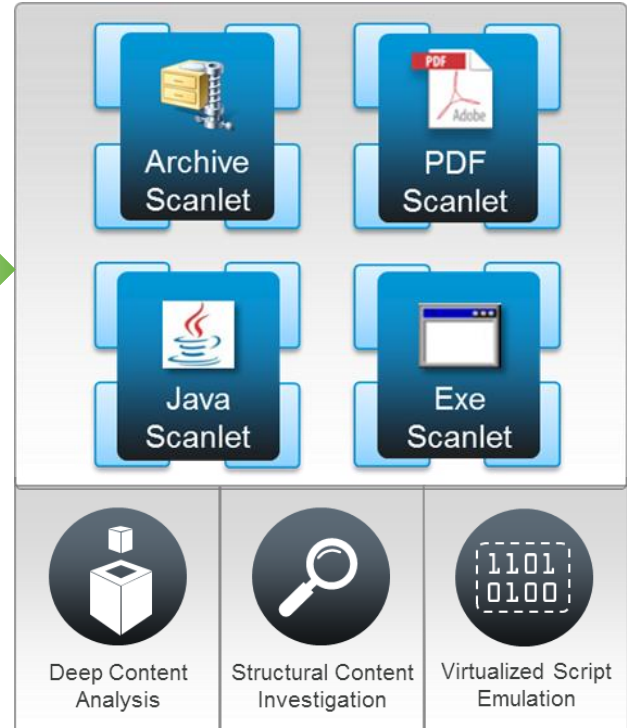 Archive
Scanlet
PDF
Adobe
PDF
Scanlet
Java
Scanlet
Exe
Scanlet
1101
0100
Deep Content
Analysis
Structural Content
Investigation
Virtualized Script
Emulation